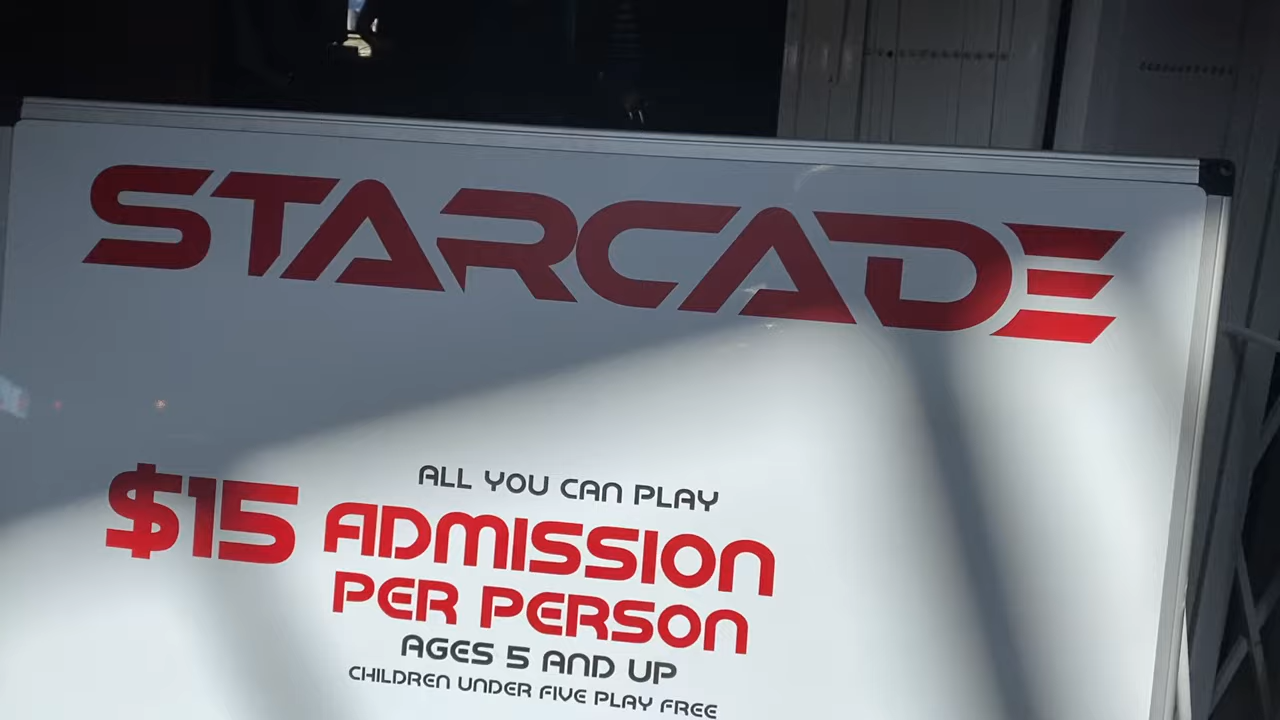 STARCADE
ALL YOU CAN PLAY
$15 ADMISSION
PER PERSON
AGES 5 AND UP
CHILDREN UNDER FIVE PLAY FREE